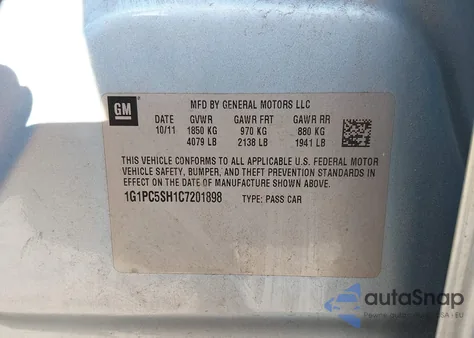 GM
MFD BY GENERAL MOTORS LLC
DATE GVWR GAWR FRT GAWR RR
10/11 1850 KG 970 KG 880 KG
4079 LB 2138 LB 1941 LB
THIS VEHICLE CONFORMS TO ALL APPLICABLE U.S. FEDERAL MOTOR
VEHICLE SAFETY, BUMPER, AND THEFT PREVENTION STANDARDS IN
EFFECT ON THE DATE OF MANUFACTURE SHOWN ABOVE.
1G1PC5SH1C7201898 TYPE: PASS CAR
autoSnap